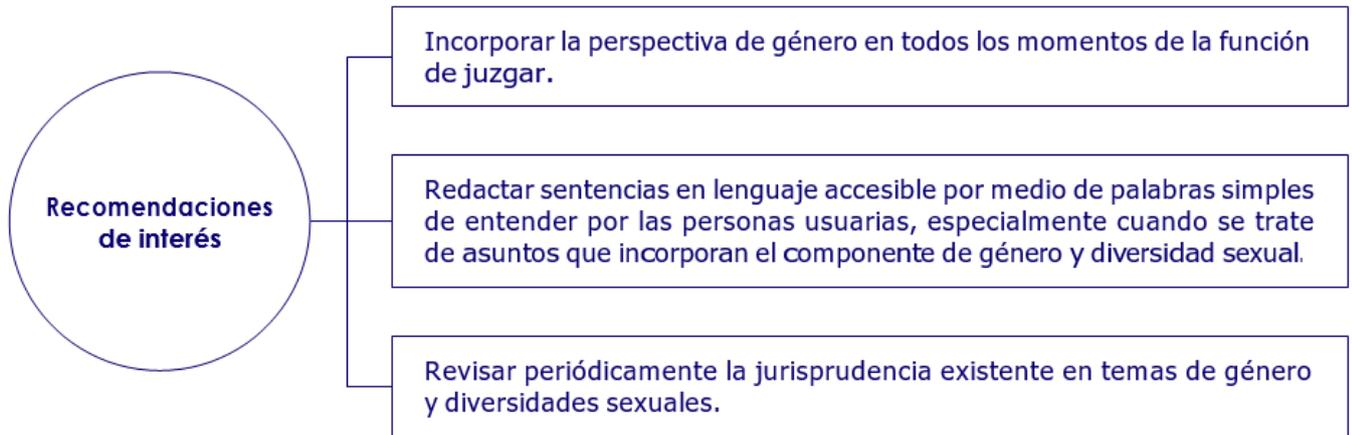 Recomendaciones
de interés
Incorporar la perspectiva de género en todos los momentos de la función
de juzgar.
Redactar sentencias en lenguaje accesible por medio de palabras simples
de entender por las personas usuarias, especialmente cuando se trate
de asuntos que incorporan el componente de género y diversidad sexual.
Revisar periódicamente la jurisprudencia existente en temas de género
y diversidades sexuales.